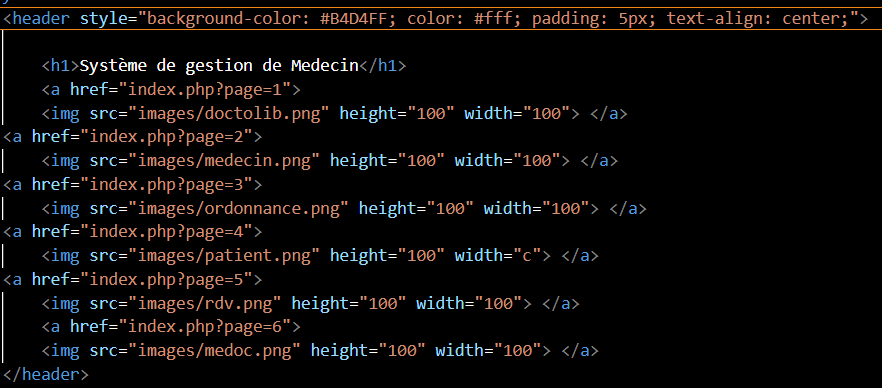 <header style="background-color: #B4D4FF; color: #fff; padding: 5px; text-align: center;">
<h1>Système de gestion de Medecin</h1>
<a href="index.php?page=1">
<img src="images/doctolib.png" height="100" width="100"> </a>
<a href="index.php?page=2">
<img src="images/medecin.png" height="100" width="100"> </a>
<a href="index.php?page=3">
<img src="images/ordonnance.png" height="100" width="100"> </a>
<a href="index.php?page=4">
<img src="images/patient.png" height="100" width="c"> </a>
<a href="index.php?page=5">
<img src="images/rdv.png" height="100" width="100"> </a>
<a href="index.php?page=6">
<img src="images/medoc.png" height="100" width="100"> </a>
</header>